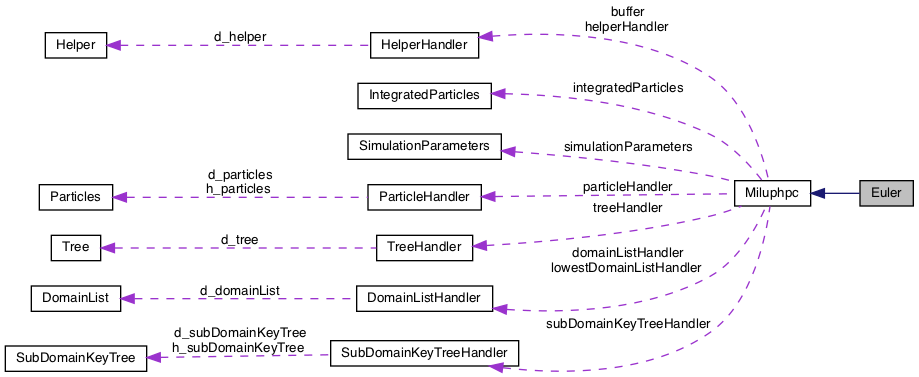 buffer
helperHandler
Helper
d_helper
HelperHandler
IntegratedParticles
integratedParticles
SimulationParameters
simulationParameters
Particles
d_particles
h_particles
ParticleHandler
particleHandler
Miluphpc
Euler
treeHandler
Tree
d_tree
TreeHandler
domainListHandler
lowestDomainListHandler
DomainList
d_domainList
DomainListHandler
subDomainKeyTreeHandler
SubDomainKeyTree
d_subDomainKeyTree
h_subDomainKeyTree
SubDomainKeyTreeHandler